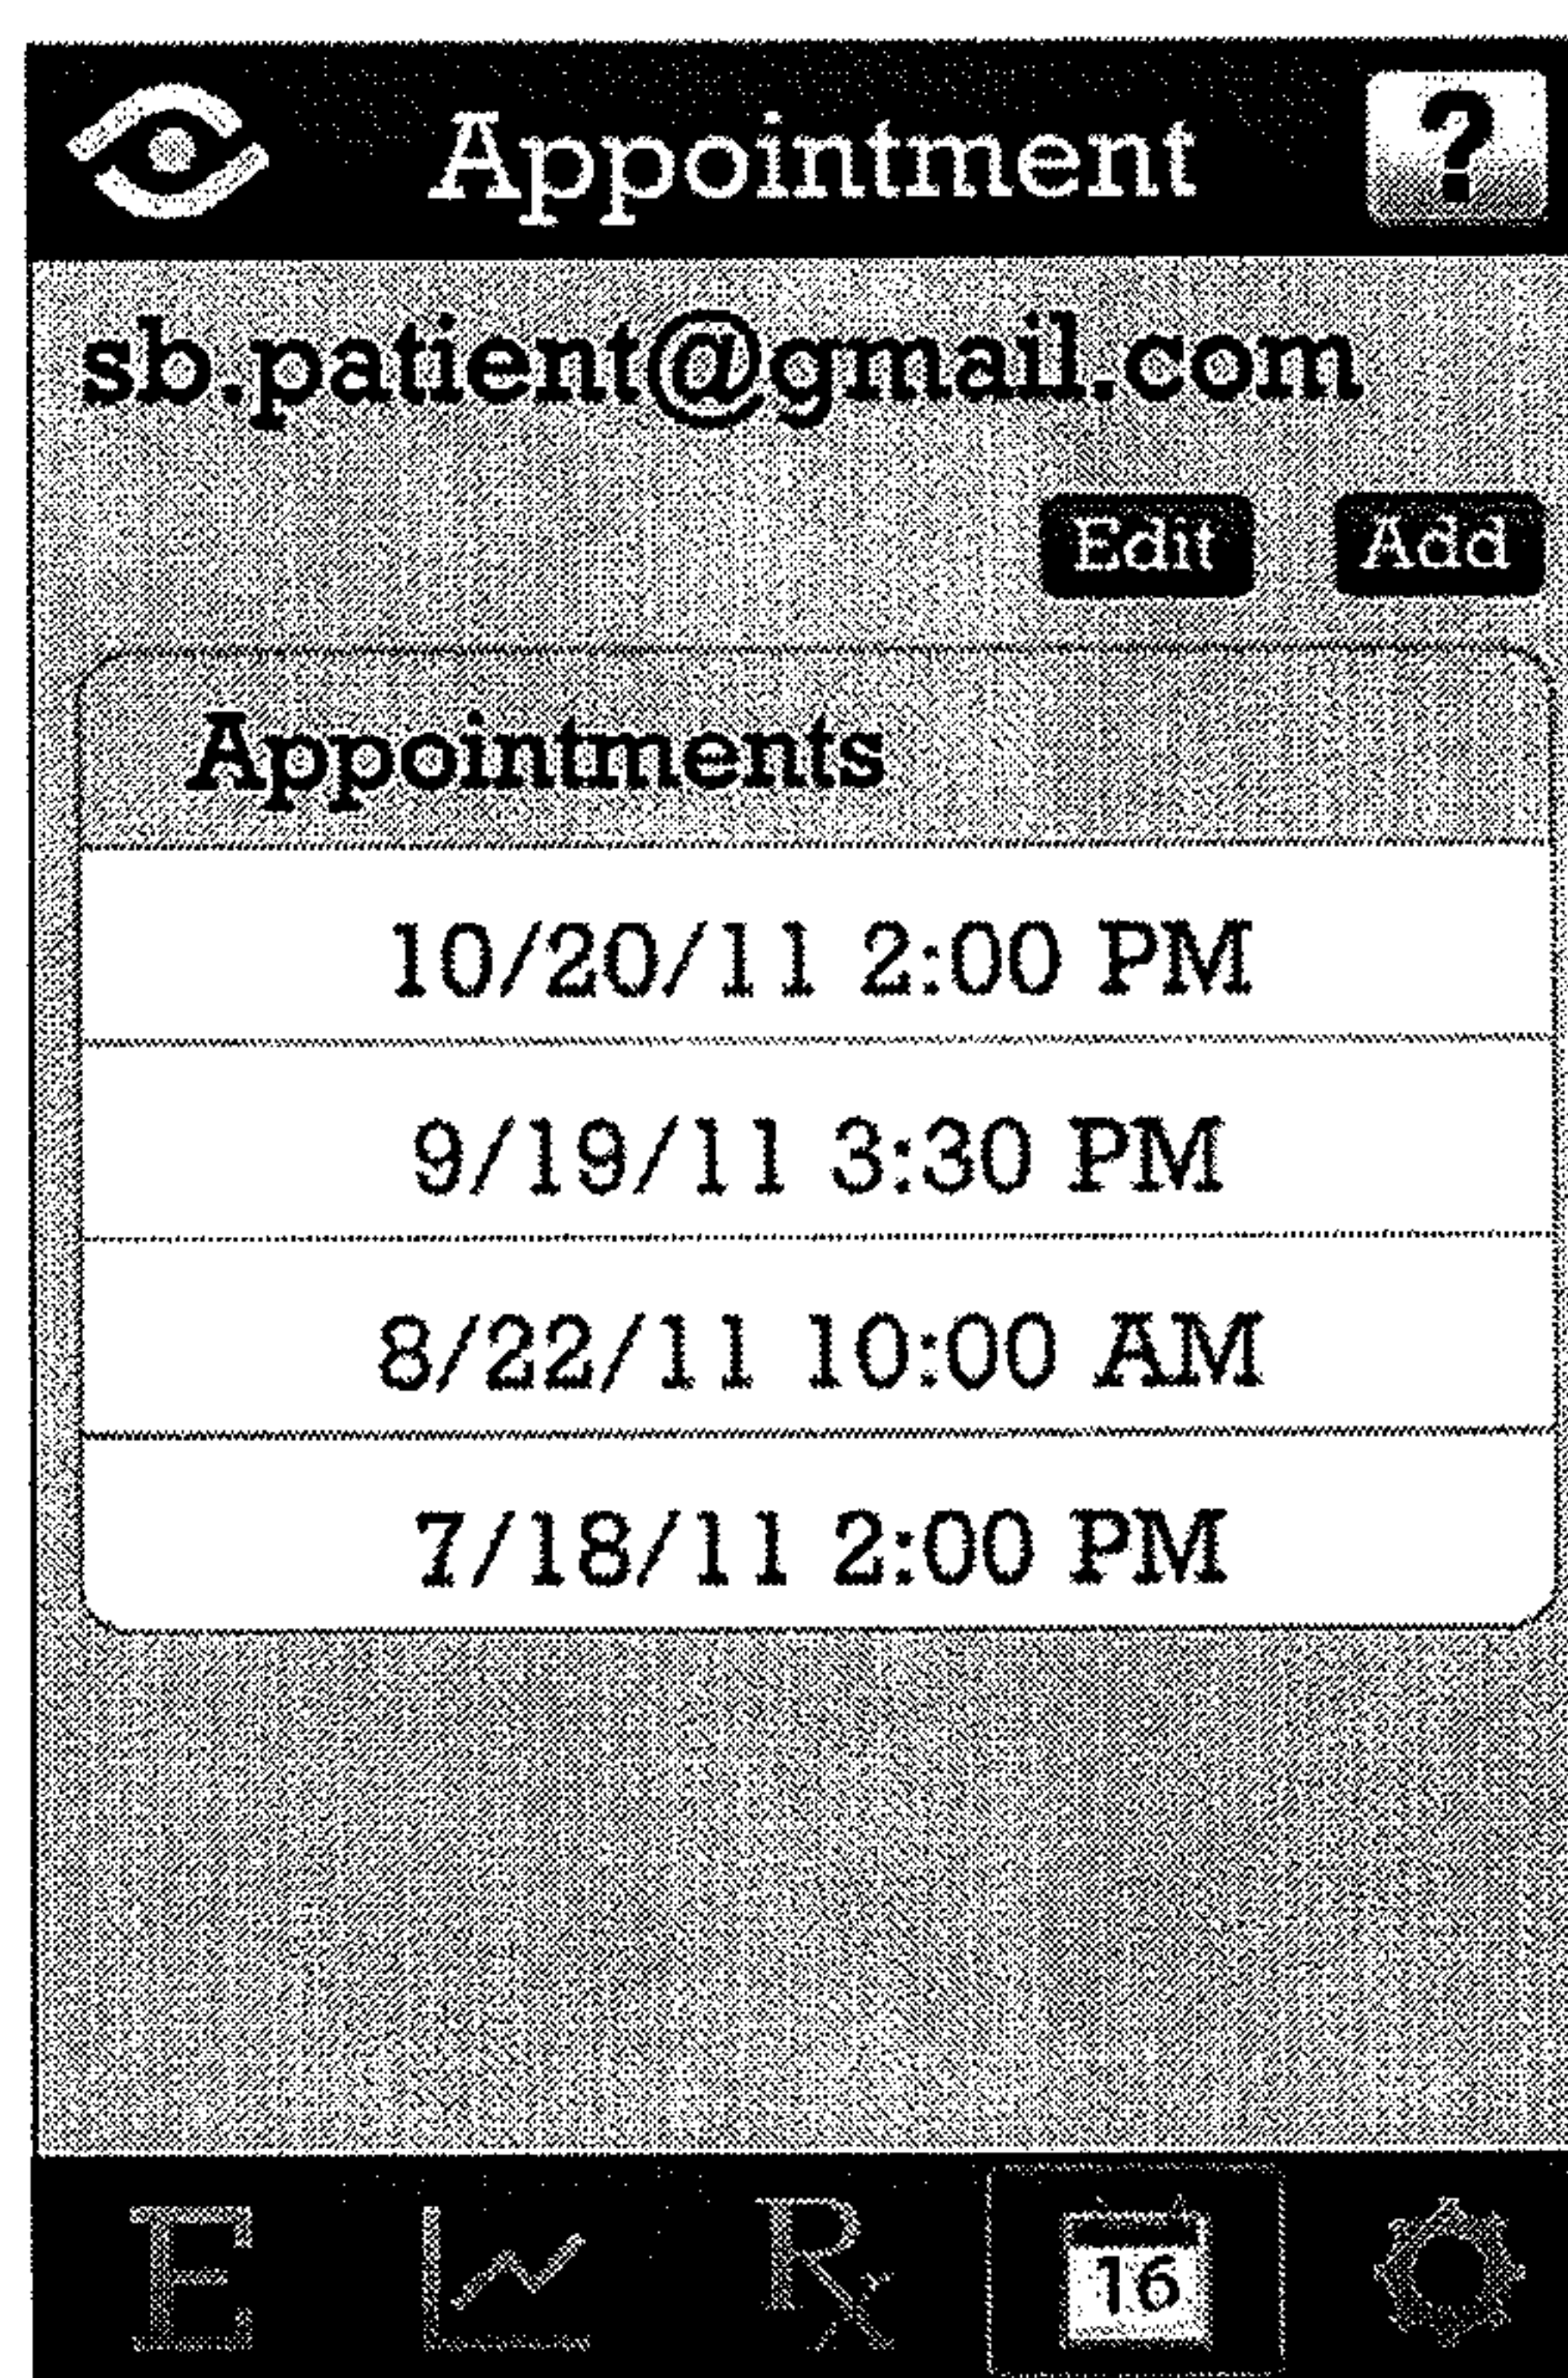 Appointment ?
sb.patient@gmail.com
Edit Add
Appointments
10/20/11 2:00 PM
9/19/11 3:30 PM
8/22/11 10:00 AM
7/18/11 2:00 PM
E Rx 16